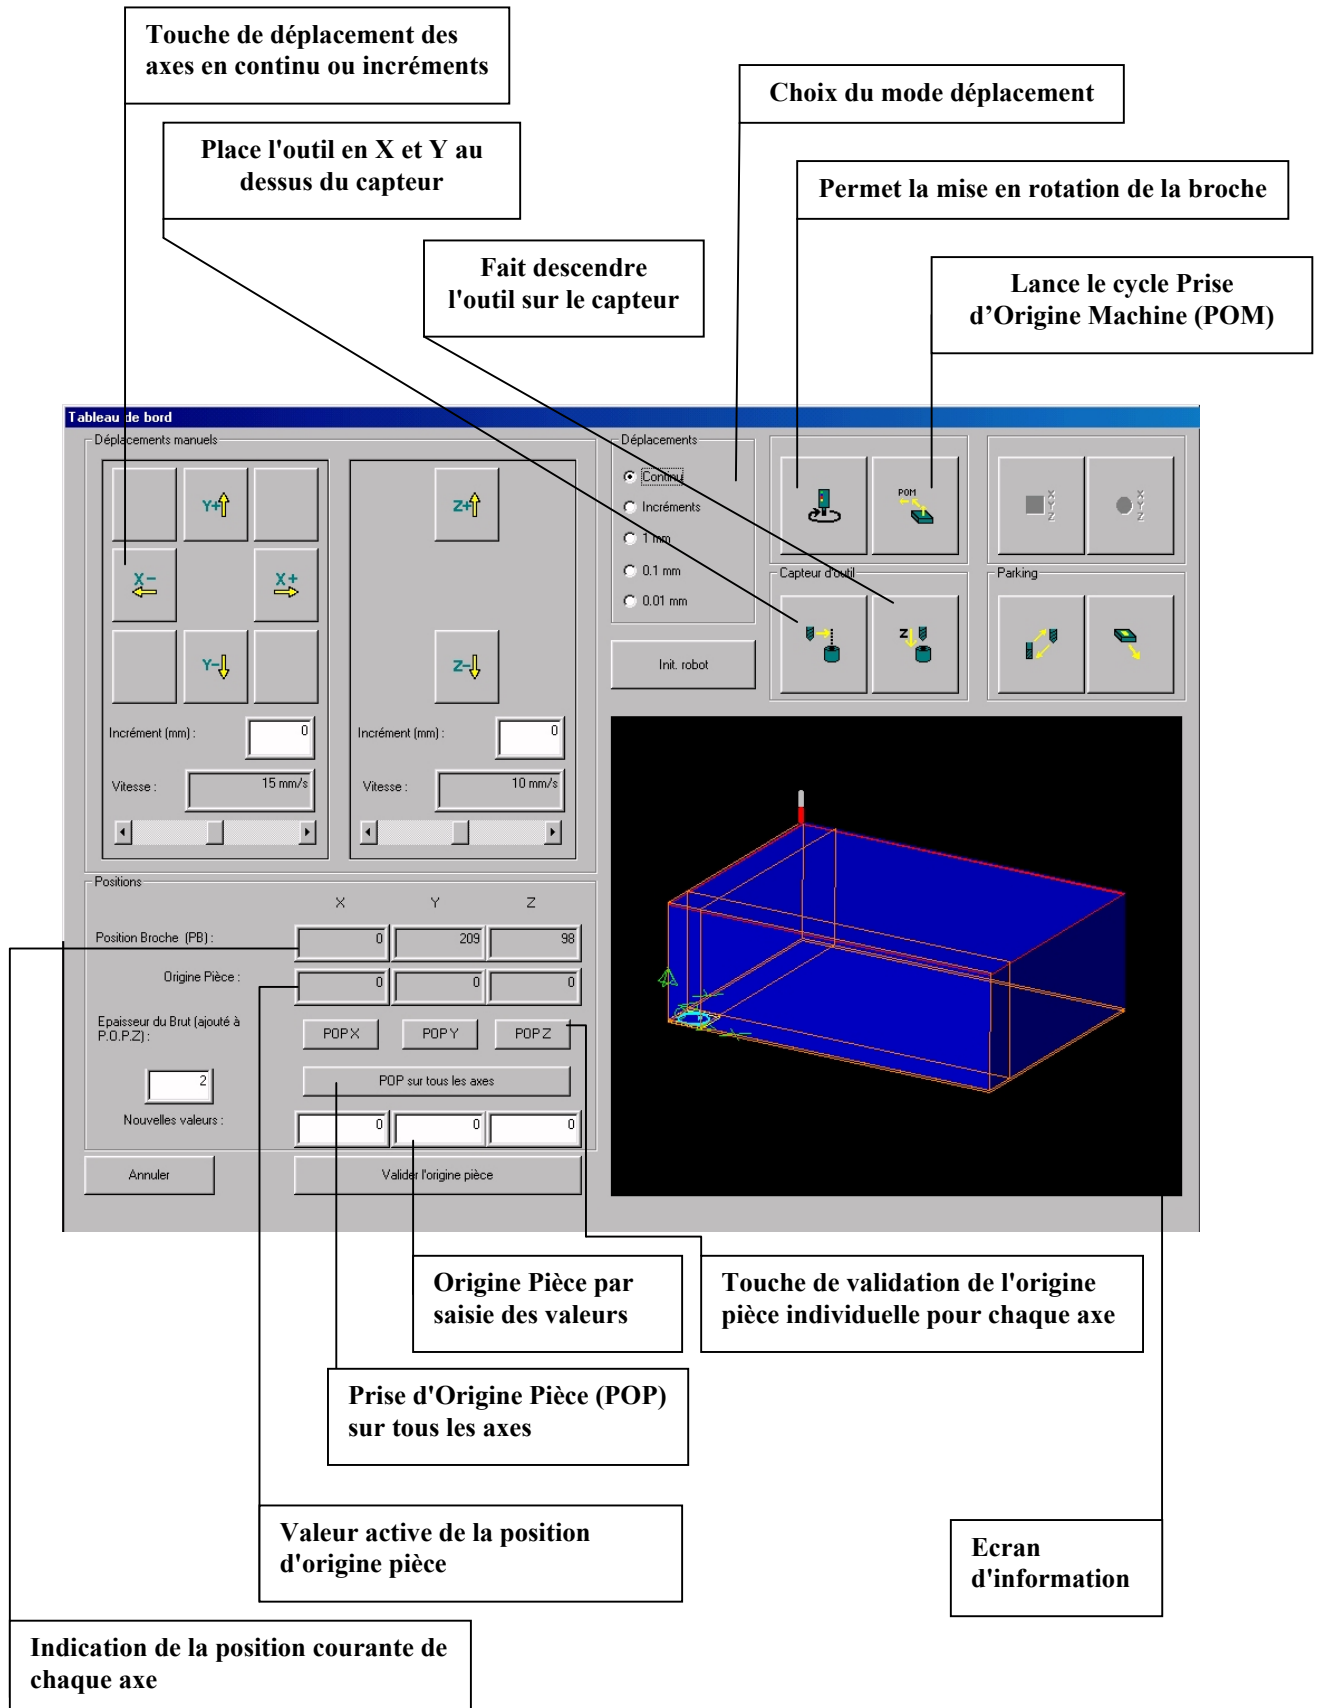 Touche de déplacement des
axes en continu ou incréments
Choix du mode déplacement
Place l'outil en X et Y au
dessus du capteur
Permet la mise en rotation de la broche
Fait descendre
l'outil sur le capteur
Lance le cycle Prise
d’Origine Machine (POM)
Tableau de bord
Déplacements manuels
Y+
X-
X+
Y-
Z+
Z-
Incrément (mm) :
0
Vitesse :
15 mm/s
Incrément (mm) :
0
Vitesse :
10 mm/s
Déplacements
Continu
Incréments
1 mm
0.1 mm
0.01 mm
Init. robot
POM
X
Y
Z
X
Y
Z
Capteur d'outil
Z
Parking
Positions
X Y Z
Position Broche (PB) :
0 209 98
Origine Pièce :
0 0 0
Epaisseur du Brut (ajouté à
P.O.P.Z) :
POP X POP Y POP Z
2
POP sur tous les axes
Nouvelles valeurs :
0 0 0
Annuler
Valider l'origine pièce
Origine Pièce par
saisie des valeurs
Touche de validation de l'origine
pièce individuelle pour chaque axe
Prise d'Origine Pièce (POP)
sur tous les axes
Valeur active de la position
d'origine pièce
Ecran
d'information
Indication de la position courante de
chaque axe